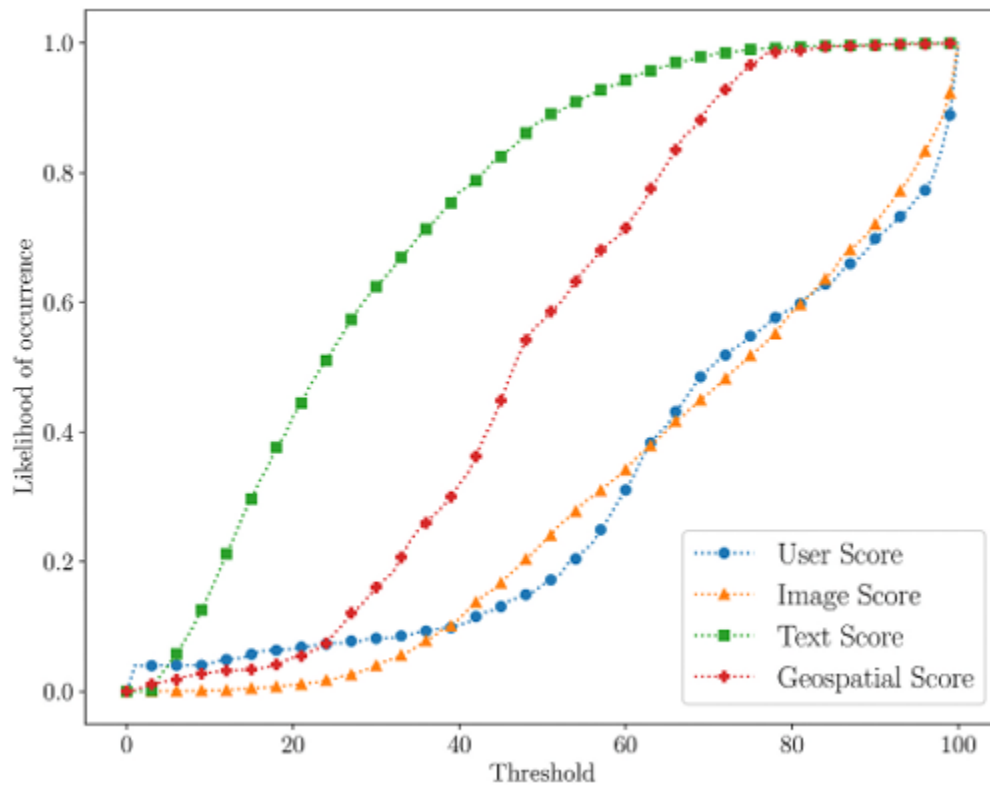 1.0
0.8
0.6
0.4
0.2
0.0
Likelihood of occurrence
User Score
Image Score
Text Score
Geospatial Score
0 20 40 60 80 100
Threshold